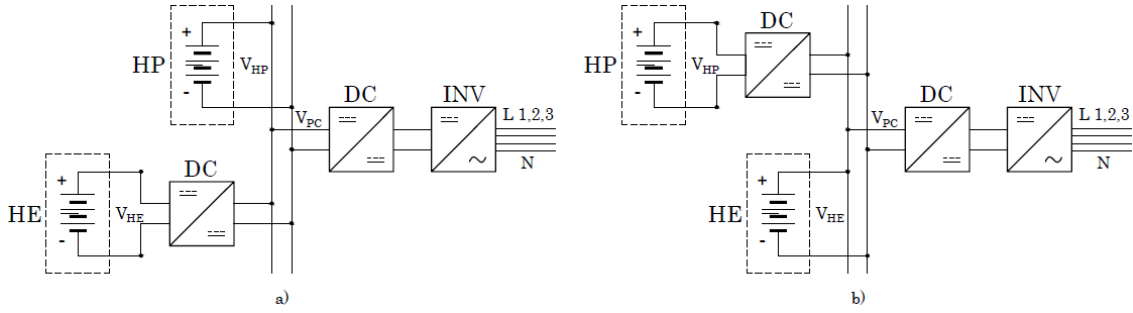 +
HP
-
V_HP
DC
INV
L 1,2,3
V_PC
N
DC
+
HE
-
V_HE
a)
DC
+
HP
-
V_HP
DC
INV
L 1,2,3
V_PC
N
+
HE
-
V_HE
b)